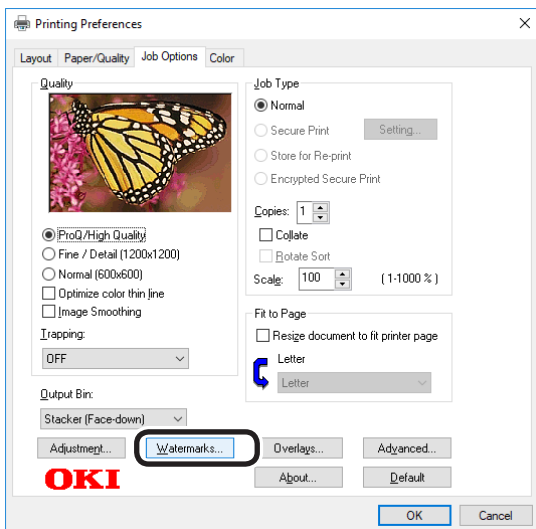 Printing Preferences
Layout Paper/Quality Job Options Color
Quality
ProQ/High Quality
Fine / Detail (1200x1200)
Normal (600x600)
Optimize color thin line
Image Smoothing
Trapping:
OFF
Output Bin:
Stacker (Face-down)
Job Type
Normal
Secure Print Setting...
Store for Re-print
Encrypted Secure Print
Copies: 1
Collate
Rotate Sort
Scale: 100 (1-1000 %)
Fit to Page
Resize document to fit printer page
Letter
Letter
Adjustment... Watermarks... Overlays... Advanced...
OKI About... Default
OK Cancel